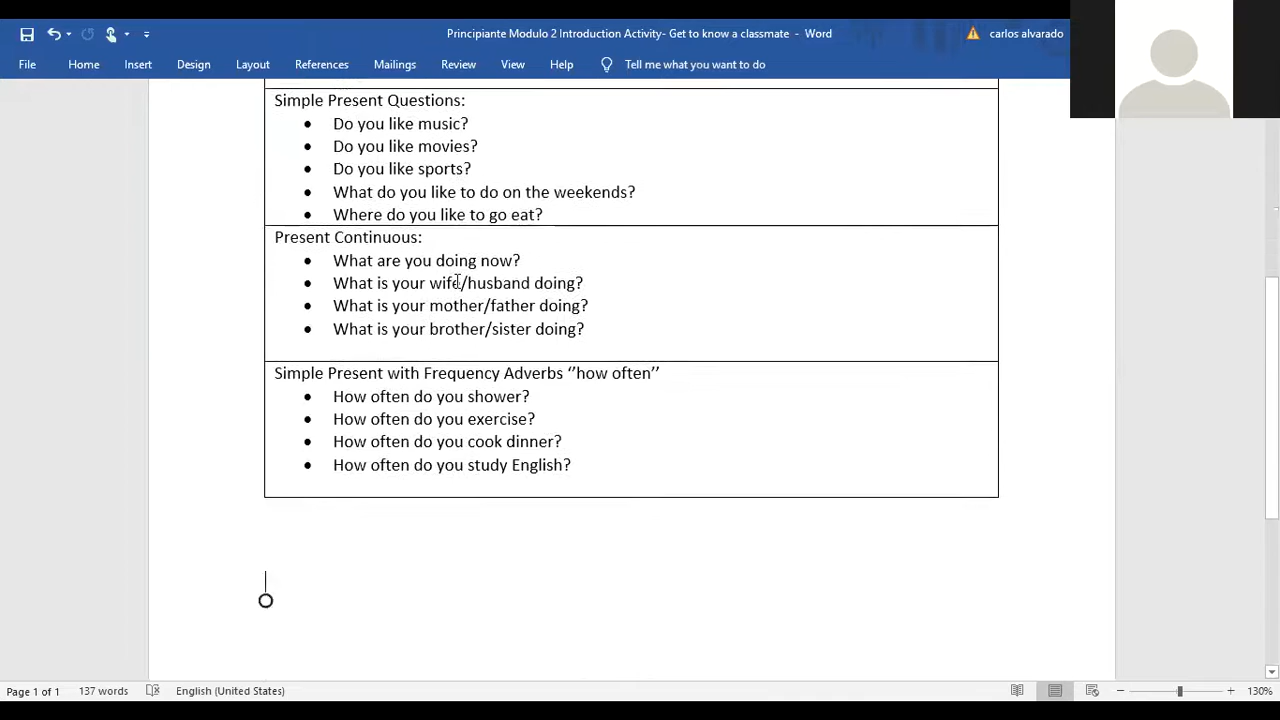 Principiante Modulo 2 Introduction Activity- Get to know a classmate - Word
carlos alvarado
File Home Insert Design Layout References Mailings Review View Help Tell me what you want to do
Simple Present Questions:
• Do you like music?
• Do you like movies?
• Do you like sports?
• What do you like to do on the weekends?
• Where do you like to go eat?
Present Continuous:
• What are you doing now?
• What is your wife/husband doing?
• What is your mother/father doing?
• What is your brother/sister doing?
Simple Present with Frequency Adverbs ‘’how often’’
• How often do you shower?
• How often do you exercise?
• How often do you cook dinner?
• How often do you study English?
Page 1 of 1 137 words English (United States) 130%